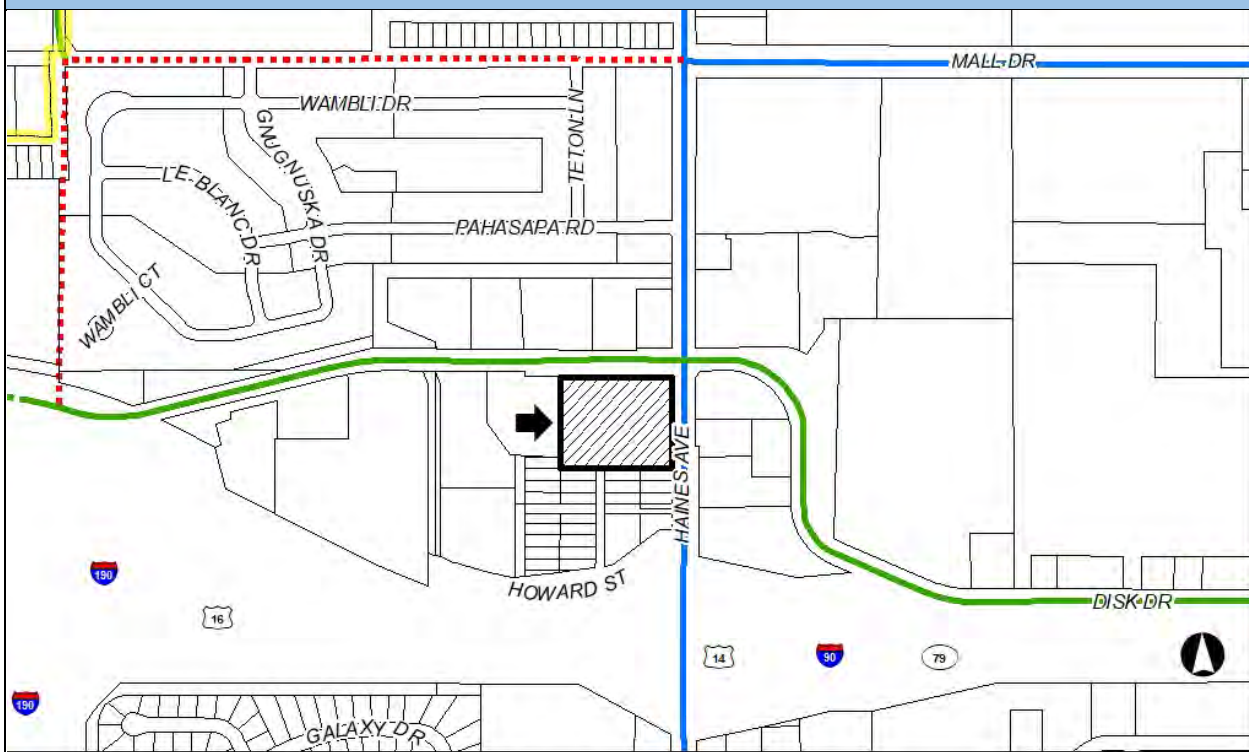 MALL DR
WAMBLI DR
TETON LN
GNUGNUSKA DR
LE BLANC DR
PAHASAPA RD
WAMBLI CT
HAINES AVE
190
HOWARD ST
16
DISK DR
14
90
79
190
GALAXY DR